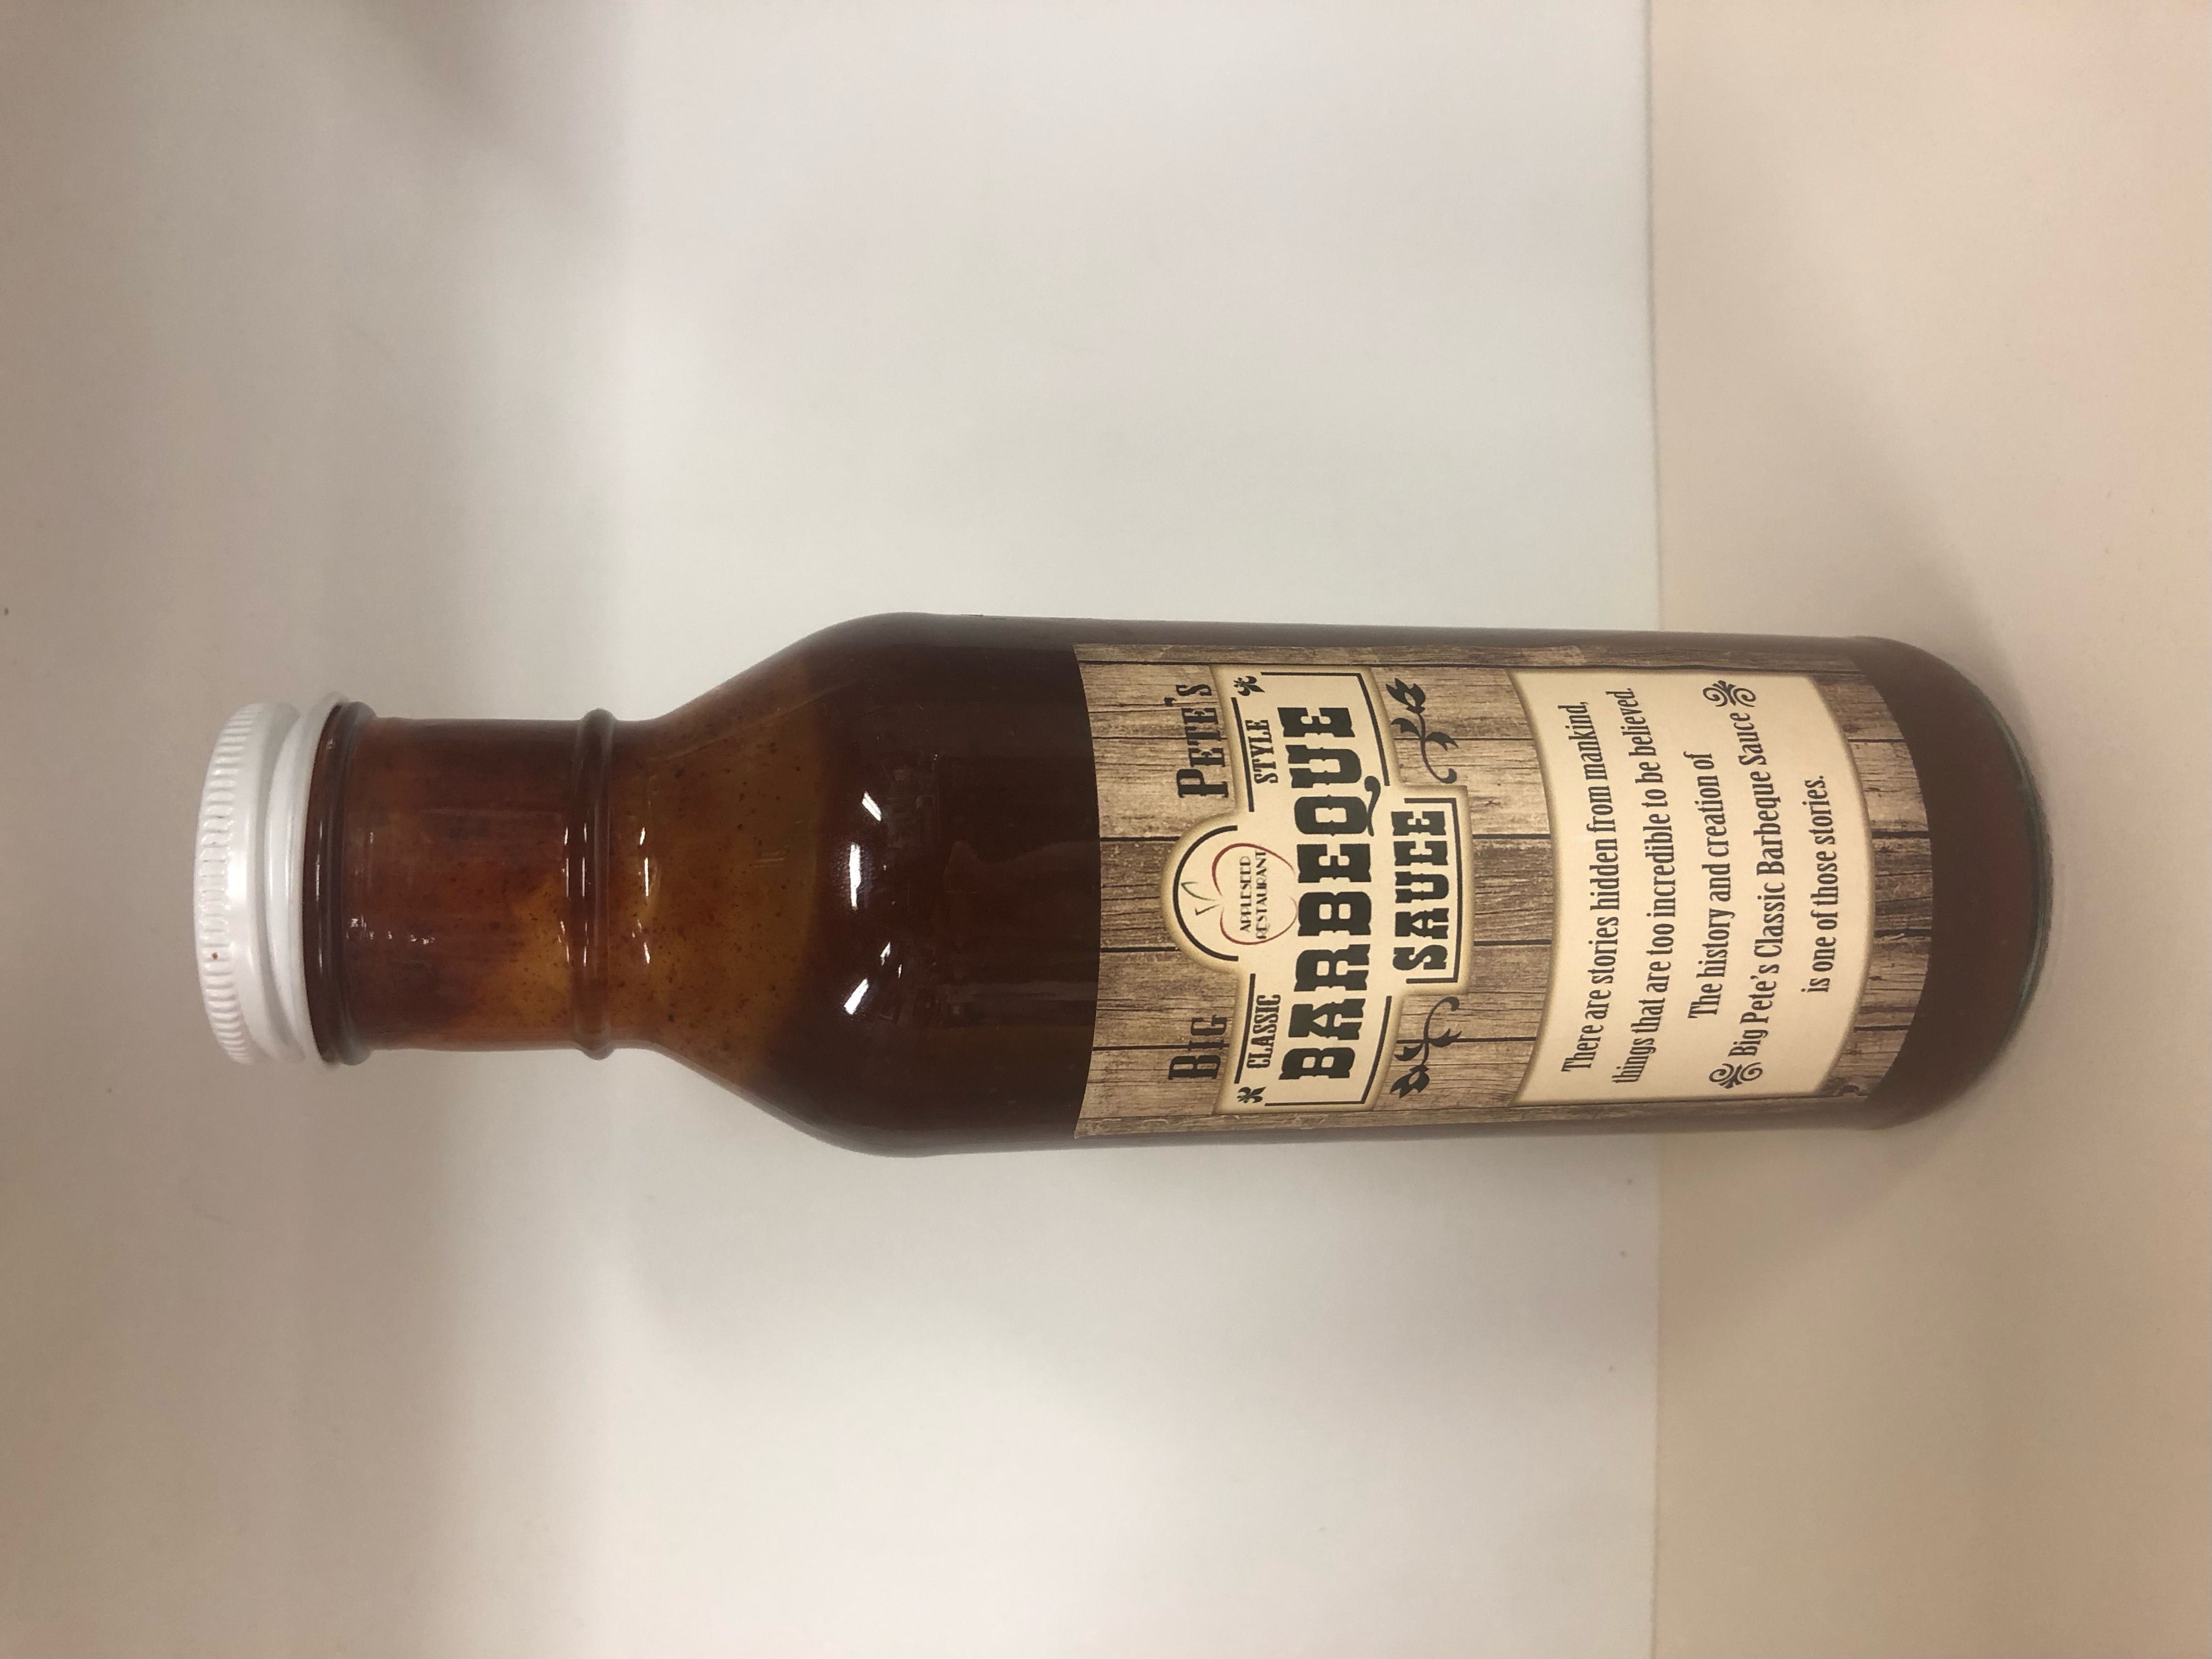 BIG PETE'S
APPLESEED
RESTAURANT
CLASSIC STYLE
BARBEQUE
SAUCE
There are stories hidden from mankind,
things that are too incredible to be believed.
The history and creation of
Big Pete's Classic Barbeque Sauce
is one of those stories.